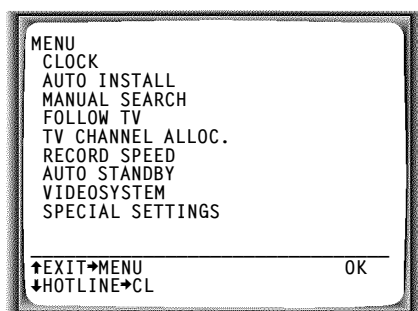 MENU
CLOCK
AUTO INSTALL
MANUAL SEARCH
FOLLOW TV
TV CHANNEL ALLOC.
RECORD SPEED
AUTO STANDBY
VIDEOSYSTEM
SPECIAL SETTINGS
↑EXIT→MENU OK
↓HOTLINE→CL